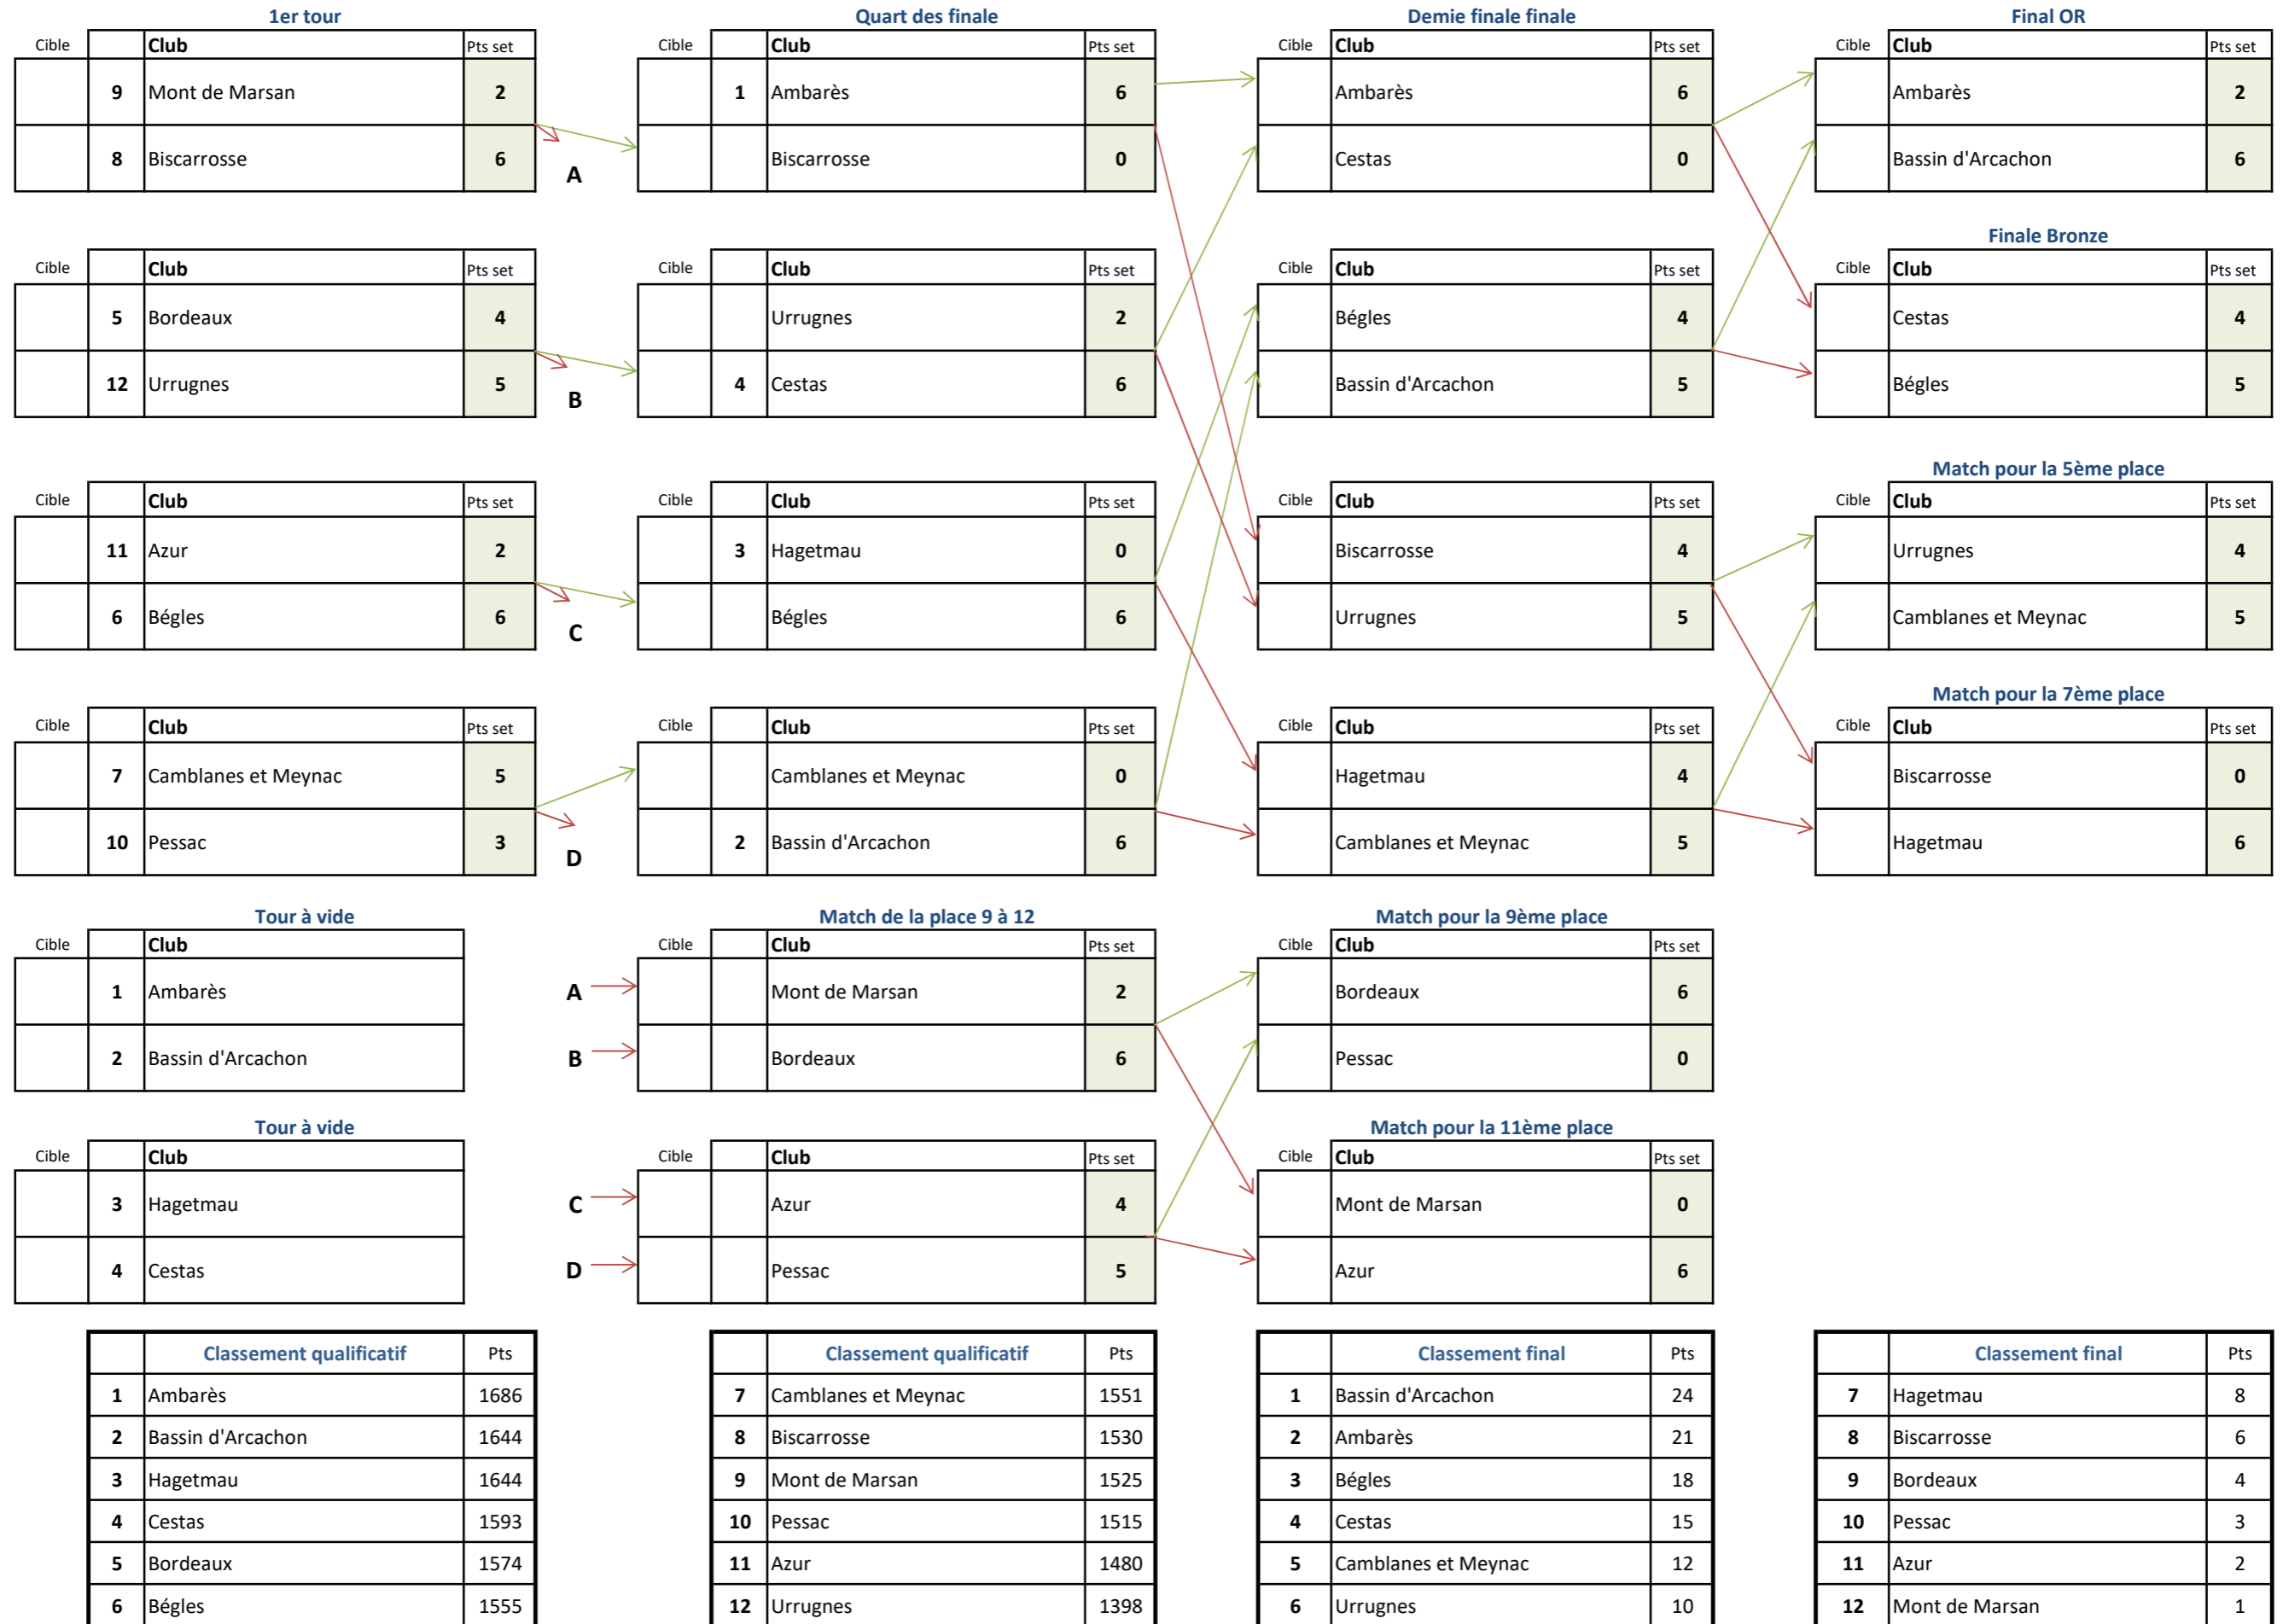 1er tour Quart des finale Demie finale finale Final OR
Cible Club Pts set Cible Club Pts set Cible Club Pts set Cible Club Pts set
9 Mont de Marsan 2 1 Ambarès 6 Ambarès 6 Ambarès 2
8 Biscarrosse 6 A Biscarrosse 0 Cestas 0 Bassin d'Arcachon 6
Finale Bronze
Cible Club Pts set Cible Club Pts set Cible Club Pts set Cible Club Pts set
5 Bordeaux 4 Urrugnes 2 Bégles 4 Cestas 4
12 Urrugnes 5 B 4 Cestas 6 Bassin d'Arcachon 5 Bégles 5
Match pour la 5ème place
Cible Club Pts set Cible Club Pts set Cible Club Pts set Cible Club Pts set
11 Azur 2 3 Hagetmau 0 Biscarrosse 4 Urrugnes 4
6 Bégles 6 C Bégles 6 Urrugnes 5 Camblanes et Meynac 5
Match pour la 7ème place
Cible Club Pts set Cible Club Pts set Cible Club Pts set Cible Club Pts set
7 Camblanes et Meynac 5 Camblanes et Meynac 0 Hagetmau 4 Biscarrosse 0
10 Pessac 3 D 2 Bassin d'Arcachon 6 Camblanes et Meynac 5 Hagetmau 6
Tour à vide Match de la place 9 à 12 Match pour la 9ème place
Cible Club Cible Club Pts set Cible Club Pts set
1 Ambarès A Mont de Marsan 2 Bordeaux 6
2 Bassin d'Arcachon B Bordeaux 6 Pessac 0
Tour à vide Match pour la 11ème place
Cible Club Cible Club Pts set Cible Club Pts set
3 Hagetmau C Azur 4 Mont de Marsan 0
4 Cestas D Pessac 5 Azur 6
Classement qualificatif Pts Classement qualificatif Pts Classement final Pts Classement final Pts
1 Ambarès 1686 7 Camblanes et Meynac 1551 1 Bassin d'Arcachon 24 7 Hagetmau 8
2 Bassin d'Arcachon 1644 8 Biscarrosse 1530 2 Ambarès 21 8 Biscarrosse 6
3 Hagetmau 1644 9 Mont de Marsan 1525 3 Bégles 18 9 Bordeaux 4
4 Cestas 1593 10 Pessac 1515 4 Cestas 15 10 Pessac 3
5 Bordeaux 1574 11 Azur 1480 5 Camblanes et Meynac 12 11 Azur 2
6 Bégles 1555 12 Urrugnes 1398 6 Urrugnes 10 12 Mont de Marsan 1